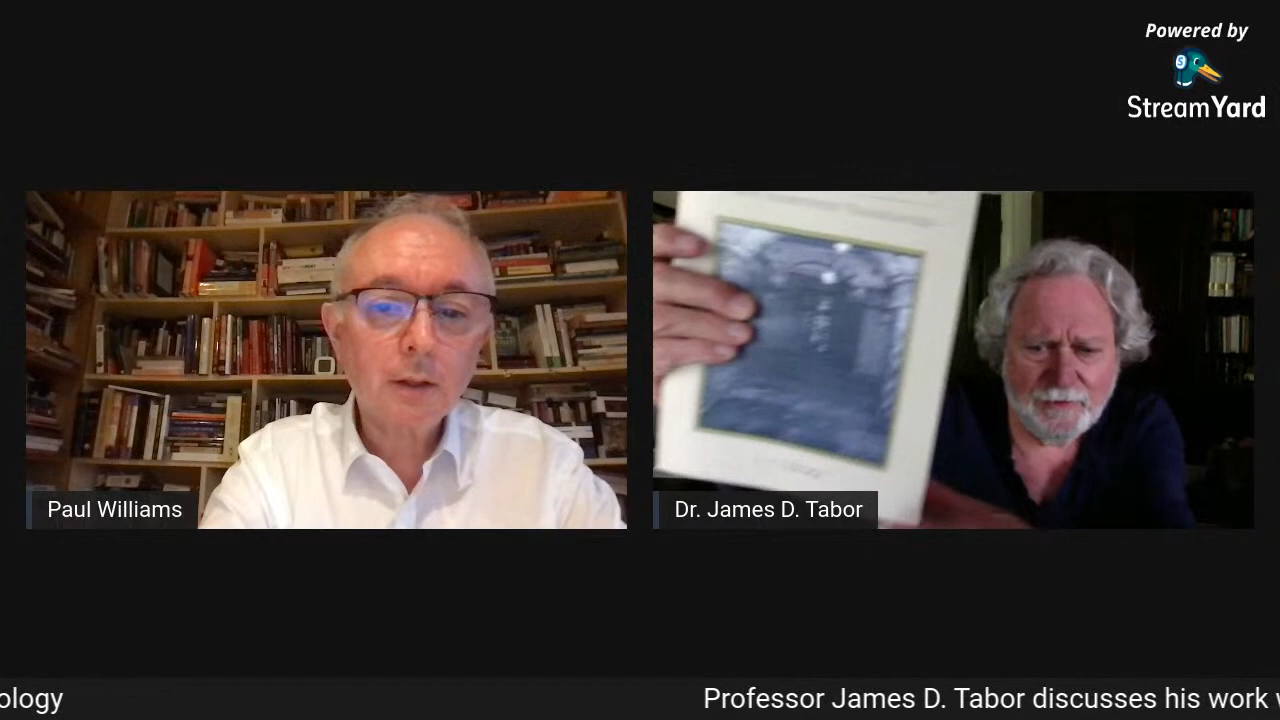 Powered by
StreamYard
Paul Williams
Dr. James D. Tabor
ology
Professor James D. Tabor discusses his work